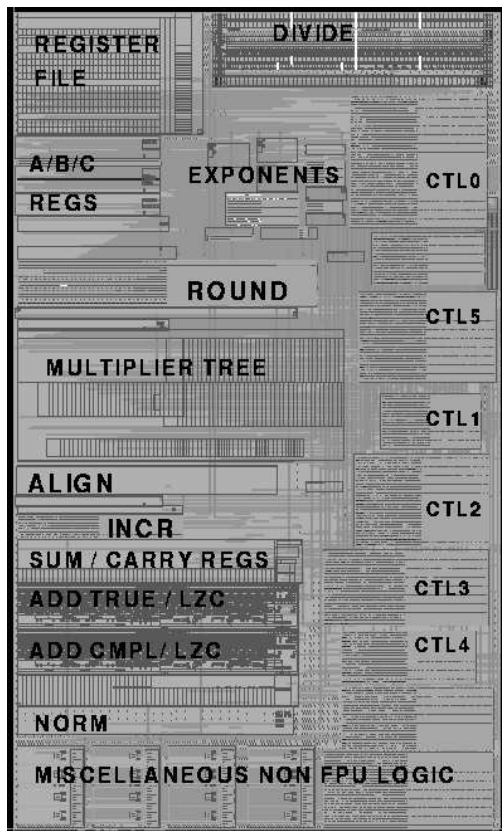 REGISTER
FILE
DIVIDE
A/B/C
REGS
EXPONENTS
CTL0
ROUND
CTL5
MULTIPLIER TREE
CTL1
ALIGN
CTL2
INCR
SUM / CARRY REGS
ADD TRUE / LZC
CTL3
ADD CMPL/ LZC
CTL4
NORM
MISCELLANEOUS NON FPU LOGIC